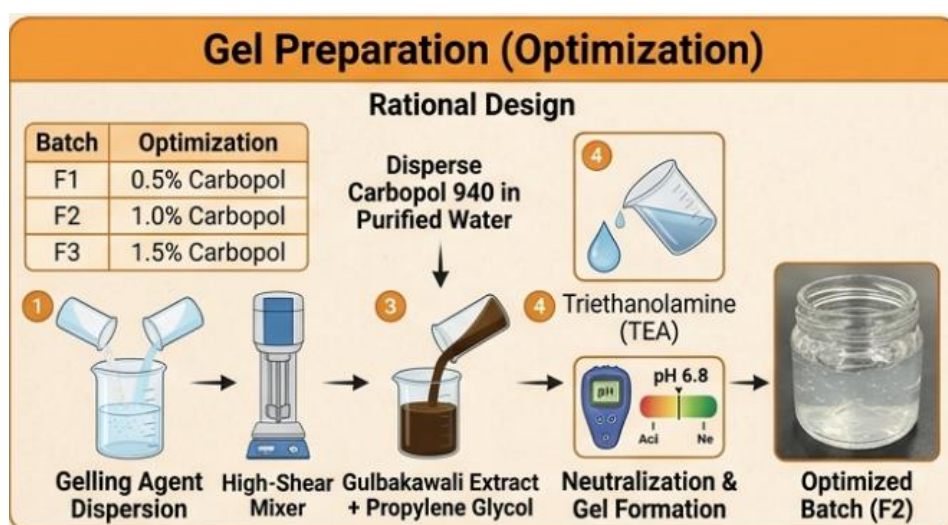 Gel Preparation (Optimization)
Rational Design
Batch Optimization
F1 0.5% Carbopol
F2 1.0% Carbopol
F3 1.5% Carbopol
Disperse
Carbopol 940 in
Purified Water
4
1
3
4 Triethanolamine
(TEA)
pH
pH 6.8
Aci Ne
Gelling Agent
Dispersion
High-Shear
Mixer
Gulbakawali Extract
+ Propylene Glycol
Neutralization &
Gel Formation
Optimized
Batch (F2)